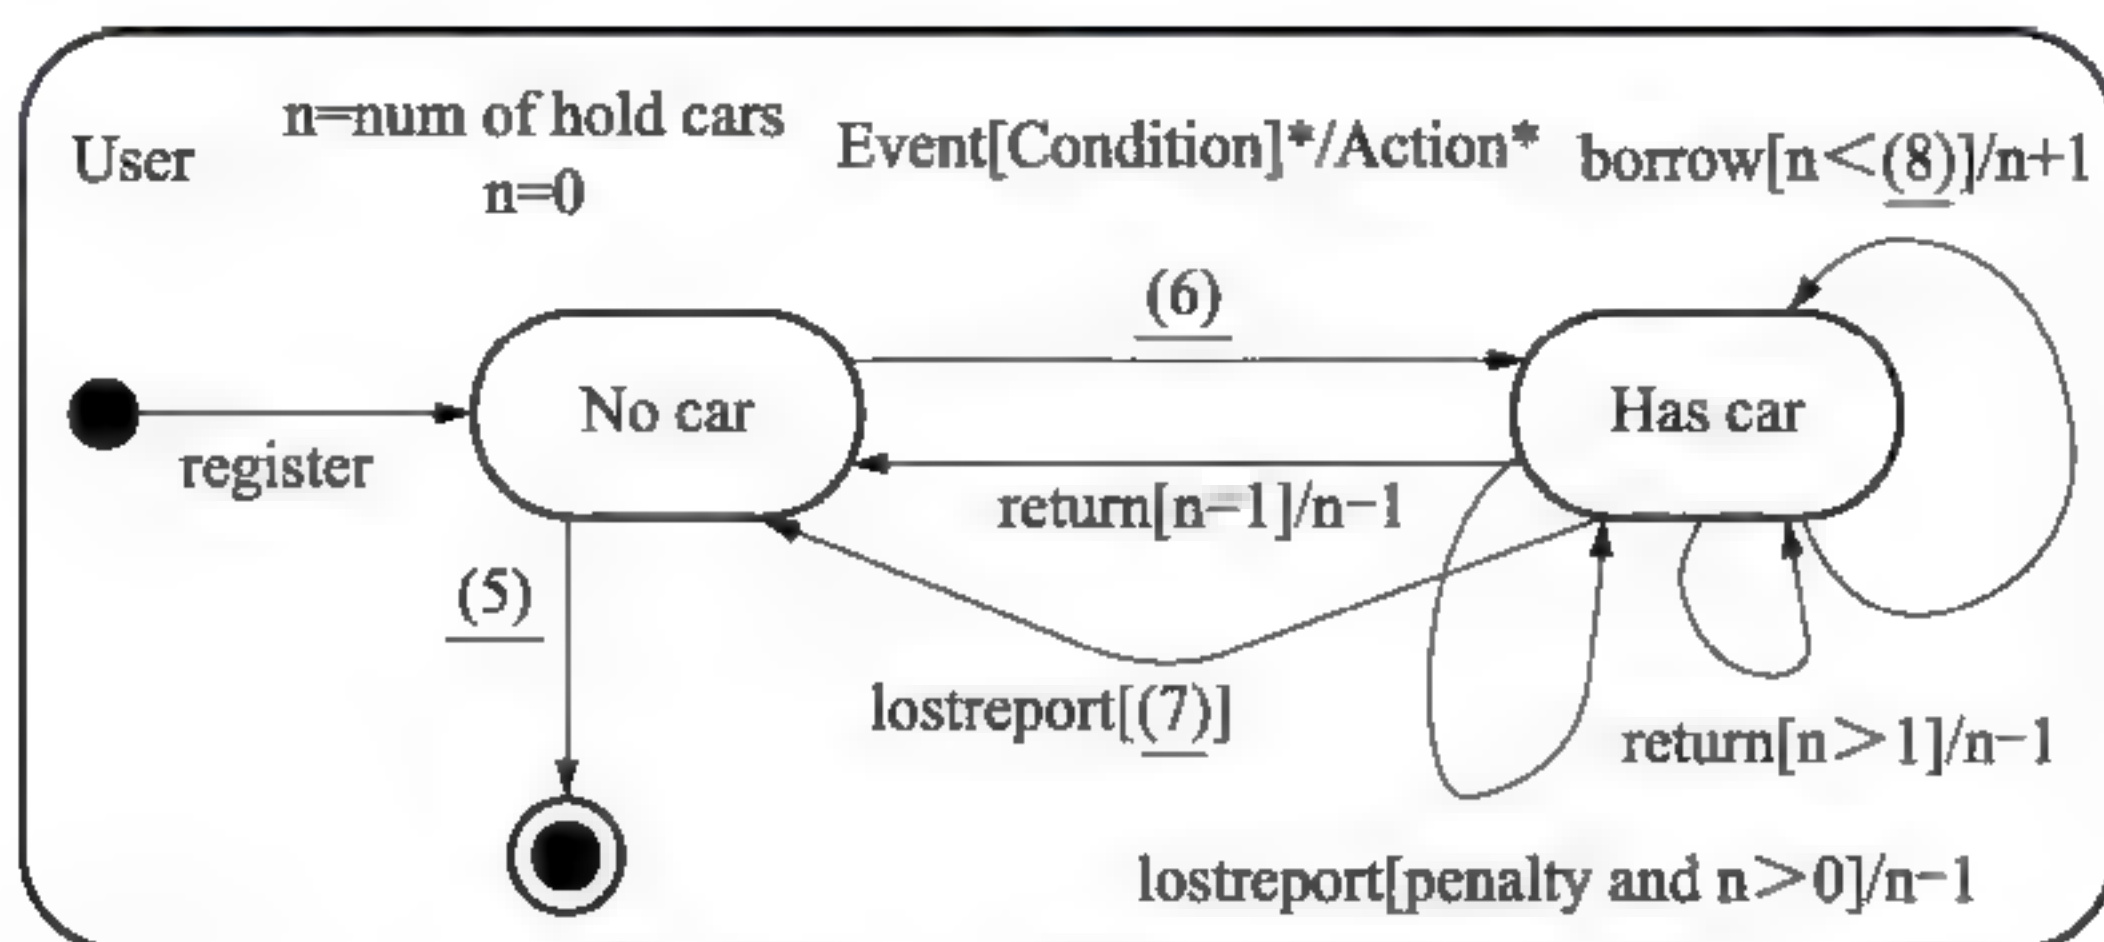 User
n=num of hold cars
n=0
Event[Condition]*/Action*
borrow[n<(8)]/n+1
(6)
No car
Has car
register
return[n=1]/n-1
(5)
lostreport[(7)]
return[n>1]/n-1
lostreport[penalty and n>0]/n-1